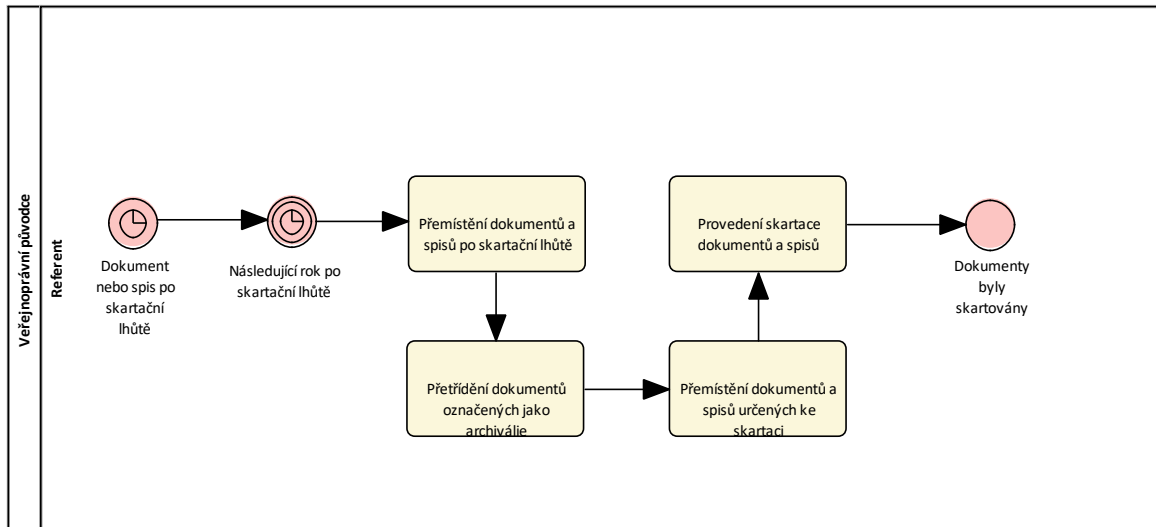 Veřejnoprávní původce
Referent
Dokument
nebo spis po
skartační
lhůtě
Následující rok po
skartační lhůtě
Přemístění dokumentů a
spisů po skartační lhůtě
Přetřídění dokumentů
označených jako
archiválie
Přemístění dokumentů a
spisů určených ke
skartaci
Provedení skartace
dokumentů a spisů
Dokumenty
byly
skartovány